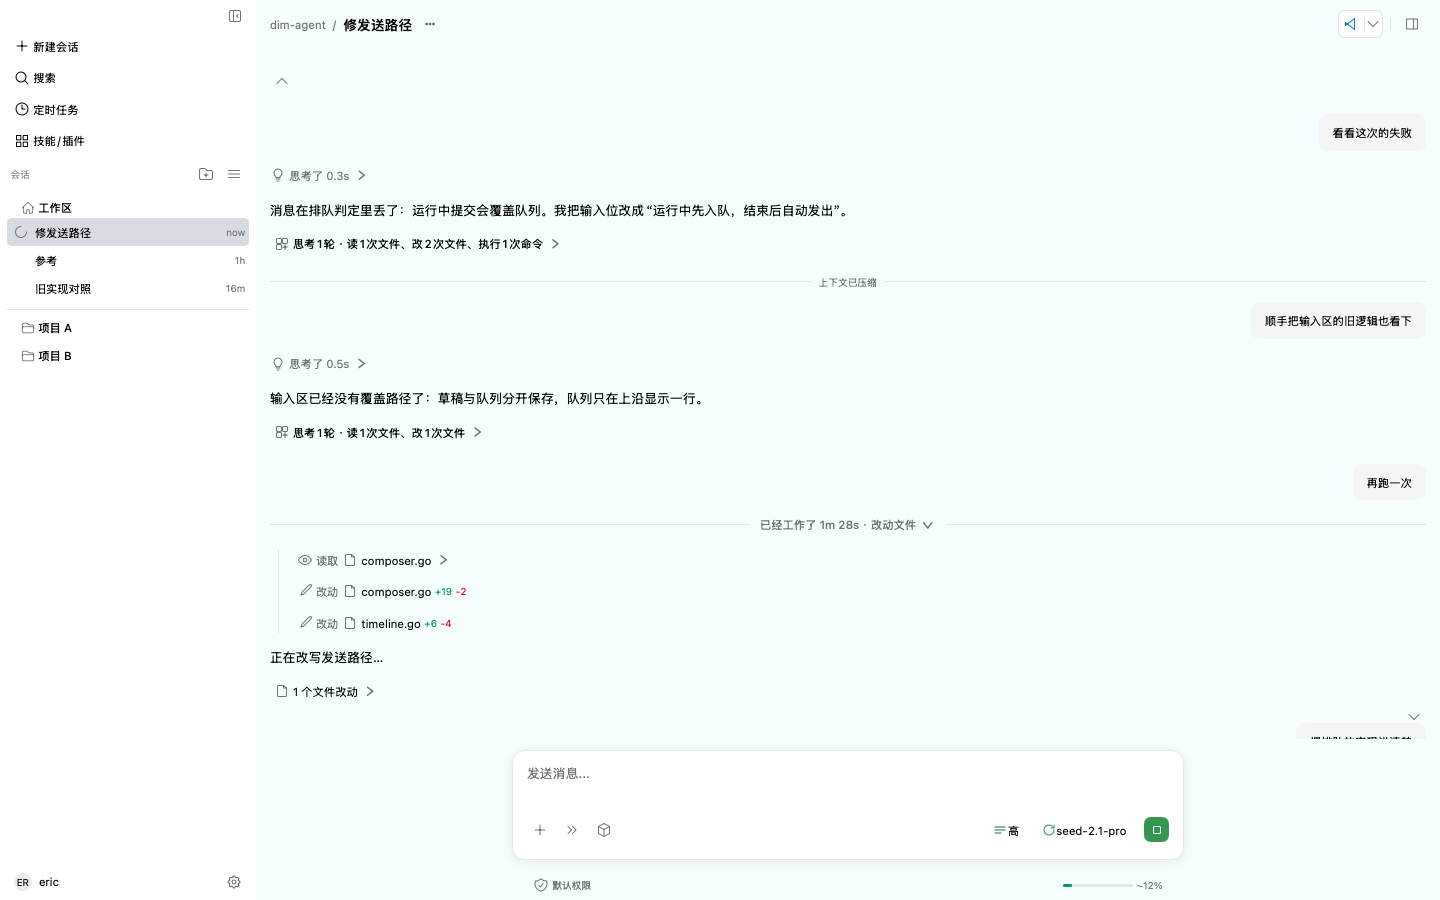 dim-agent / 修发送路径
新建会话
搜索
定时任务
技能/插件
会话
工作区
修发送路径 now
参考 1h
旧实现对照 16m
项目 A
项目 B
ER eric
看看这次的失败
思考了 0.3s
消息在排队判定里丢了：运行中提交会覆盖队列。我把输入位改成“运行中先入队，结束后自动发出”。
思考1轮 · 读1次文件、改2次文件、执行1次命令
上下文已压缩
顺手把输入区的旧逻辑也看下
思考了 0.5s
输入区已经没有覆盖路径了：草稿与队列分开保存，队列只在上沿显示一行。
思考1轮 · 读1次文件、改1次文件
再跑一次
已经工作了 1m 28s · 改动文件
读取 composer.go
改动 composer.go +19 -2
改动 timeline.go +6 -4
正在改写发送路径...
1 个文件改动
发送消息...
高 seed-2.1-pro
默认权限 ~12%